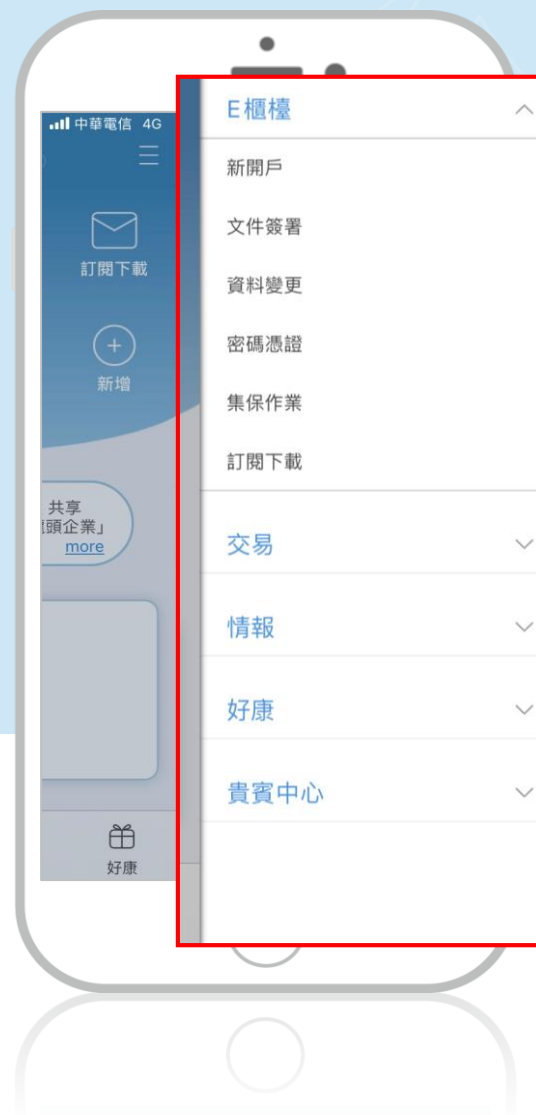 中華電信 4G
訂閱下載
新增
共享
頭企業」
more
好康
E櫃檯
新開戶
文件簽署
資料變更
密碼憑證
集保作業
訂閱下載
交易
情報
好康
貴賓中心